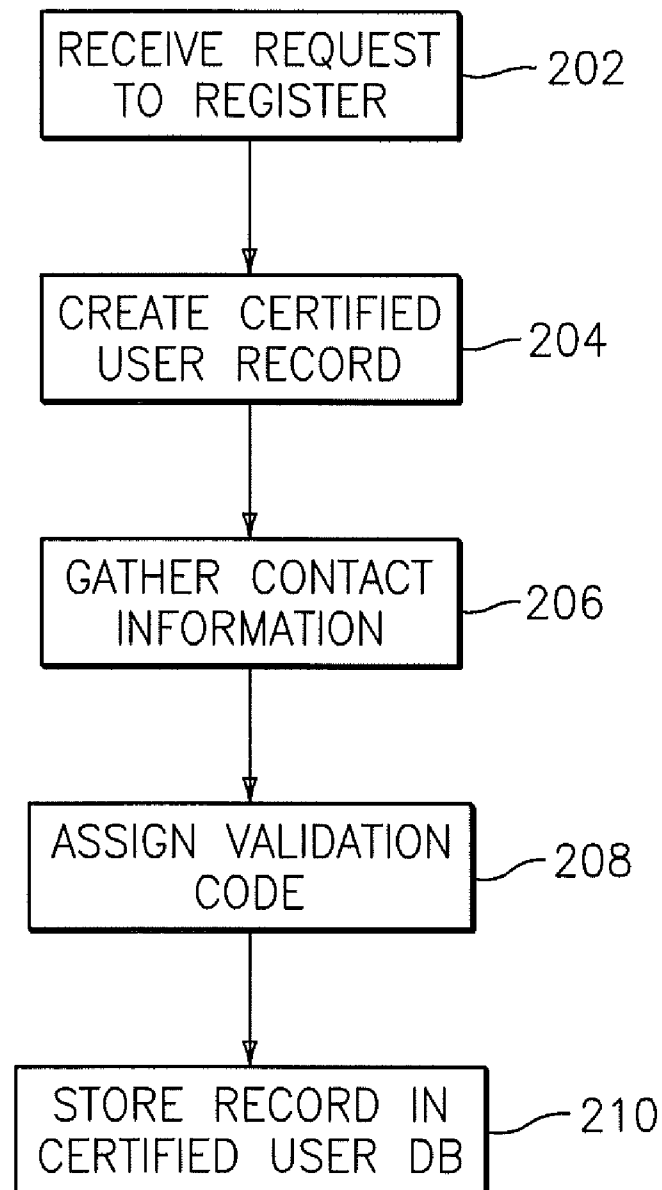 RECEIVE REQUEST
TO REGISTER
202
CREATE CERTIFIED
USER RECORD
204
GATHER CONTACT
INFORMATION
206
ASSIGN VALIDATION
CODE
208
STORE RECORD IN
CERTIFIED USER DB
210